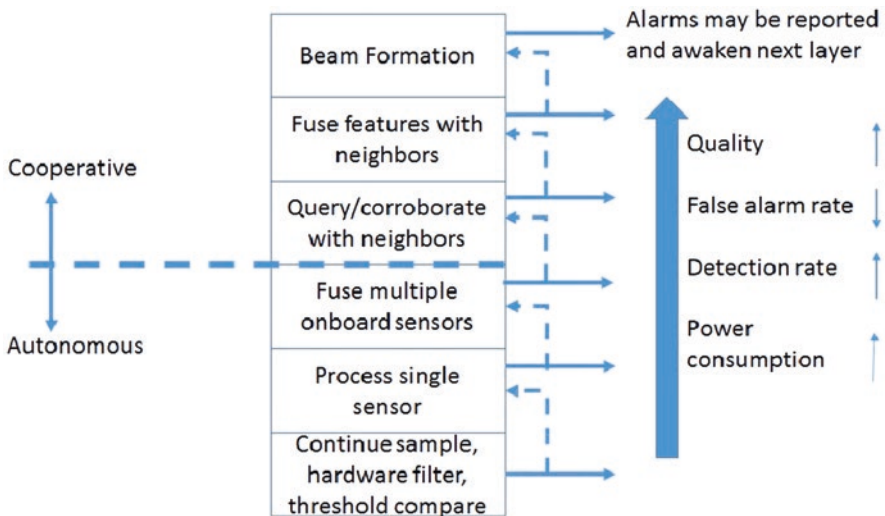 Beam Formation
Alarms may be reported
and awaken next layer
Fuse features with
neighbors
Cooperative
Query/corroborate
with neighbors
Fuse multiple
onboard sensors
Autonomous
Process single
sensor
Continue sample,
hardware filter,
threshold compare
Quality
False alarm rate
Detection rate
Power
consumption